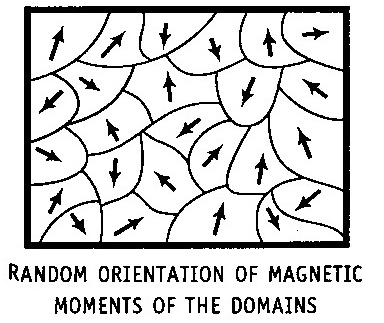 RANDOM ORIENTATION OF MAGNETIC
MOMENTS OF THE DOMAINS